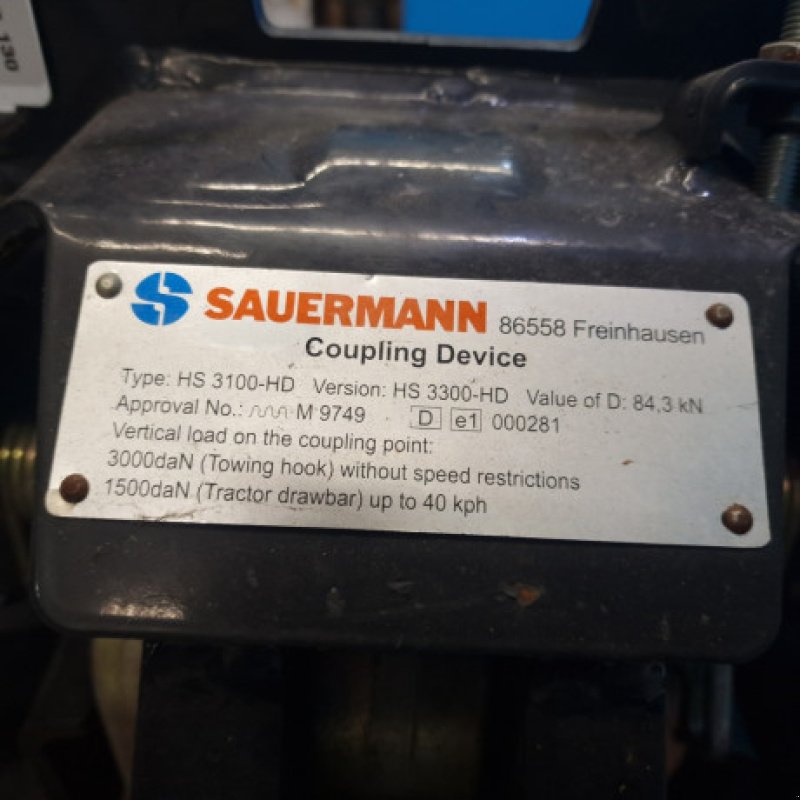 130
SAUERMANN 86558 Freinhausen
Coupling Device
Type: HS 3100-HD Version: HS 3300-HD Value of D: 84,3 kN
Approval No.: M 9749 D e1 000281
Vertical load on the coupling point:
3000daN (Towing hook) without speed restrictions
1500daN (Tractor drawbar) up to 40 kph